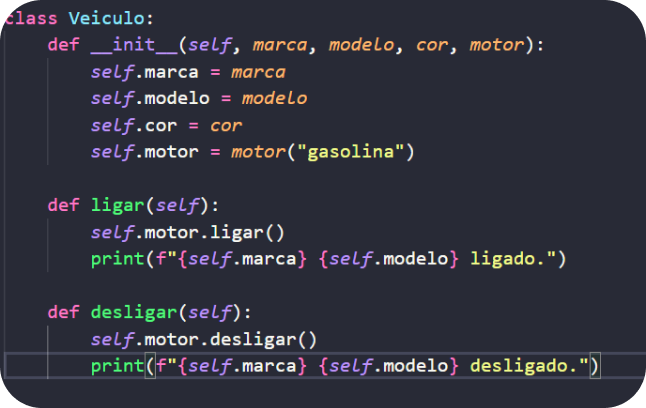 class Veiculo:
    def __init__(self, marca, modelo, cor, motor):
        self.marca = marca
        self.modelo = modelo
        self.cor = cor
        self.motor = motor("gasolina")

    def ligar(self):
        self.motor.ligar()
        print(f"{self.marca} {self.modelo} ligado.")

    def desligar(self):
        self.motor.desligar()
        print(f"{self.marca} {self.modelo} desligado.")